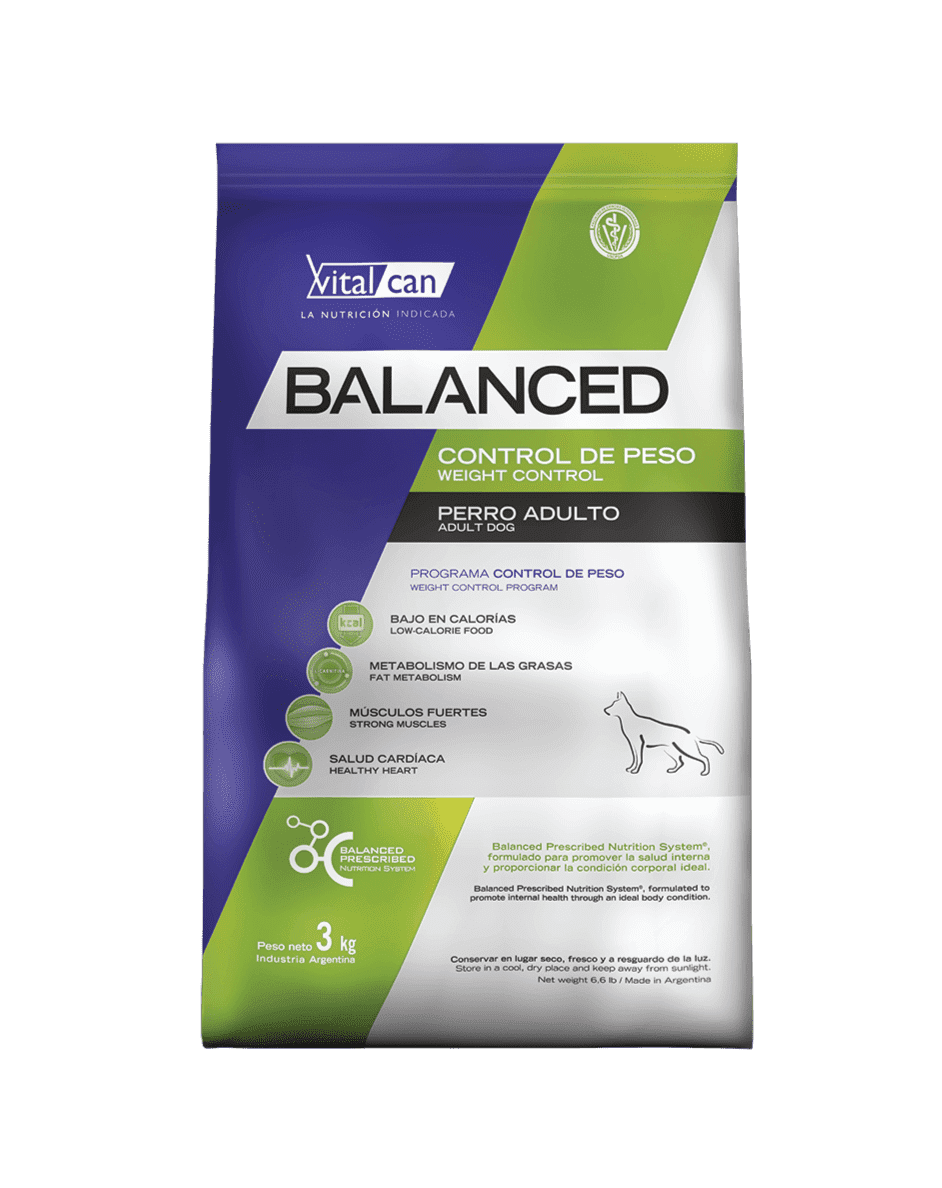 Vital can
LA NUTRICIÓN INDICADA
BALANCED
CONTROL DE PESO
WEIGHT CONTROL
PERRO ADULTO
ADULT DOG
PROGRAMA CONTROL DE PESO
WEIGHT CONTROL PROGRAM
kcal
BAJO EN CALORÍAS
LOW-CALORIE FOOD
CARNITINA
METABOLISMO DE LAS GRASAS
FAT METABOLISM
MÚSCULOS FUERTES
STRONG MUSCLES
SALUD CARDÍACA
HEALTHY HEART
BALANCED
PRESCRIBED
NUTRITION SYSTEM
Balanced Prescribed Nutrition System®,
formulado para promover la salud interna
y proporcionar la condición corporal ideal.
Balanced Prescribed Nutrition System®, formulated to
promote internal health through an ideal body condition.
Peso neto 3 kg
Industria Argentina
Conservar en lugar seco, fresco y a resguardo de la luz.
Store in a cool, dry place and keep away from sunlight.
Net weight 6,6 lb / Made in Argentina